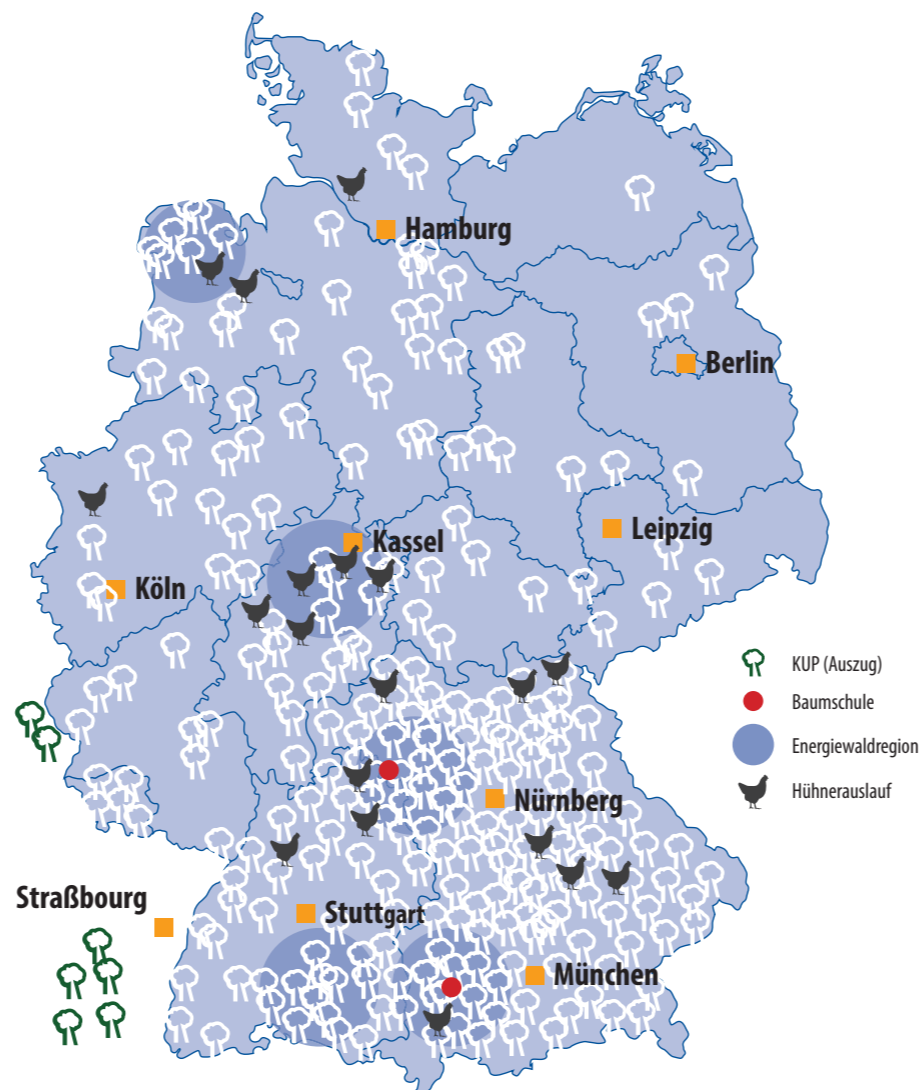 Hamburg
Berlin
Kassel
Leipzig
Köln
KUP (Auszug)
Baumschule
Energiewaldregion
Hühnerauslauf
Nürnberg
Straßbourg
Stuttgart
München